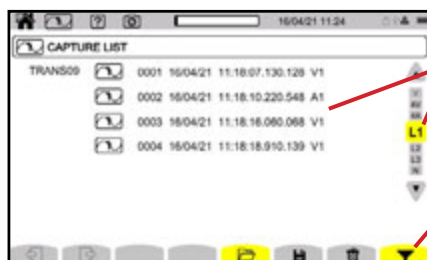 16/04/21 11:24
CAPTURE LIST
TRANS09 0001 16/04/21 11:18:07.130.128 V1
0002 16/04/21 11:18:10.220.548 A1
0003 16/04/21 11:18:16.060.068 V1
0004 16/04/21 11:18:18.910.139 V1
L1
L2
L3
N